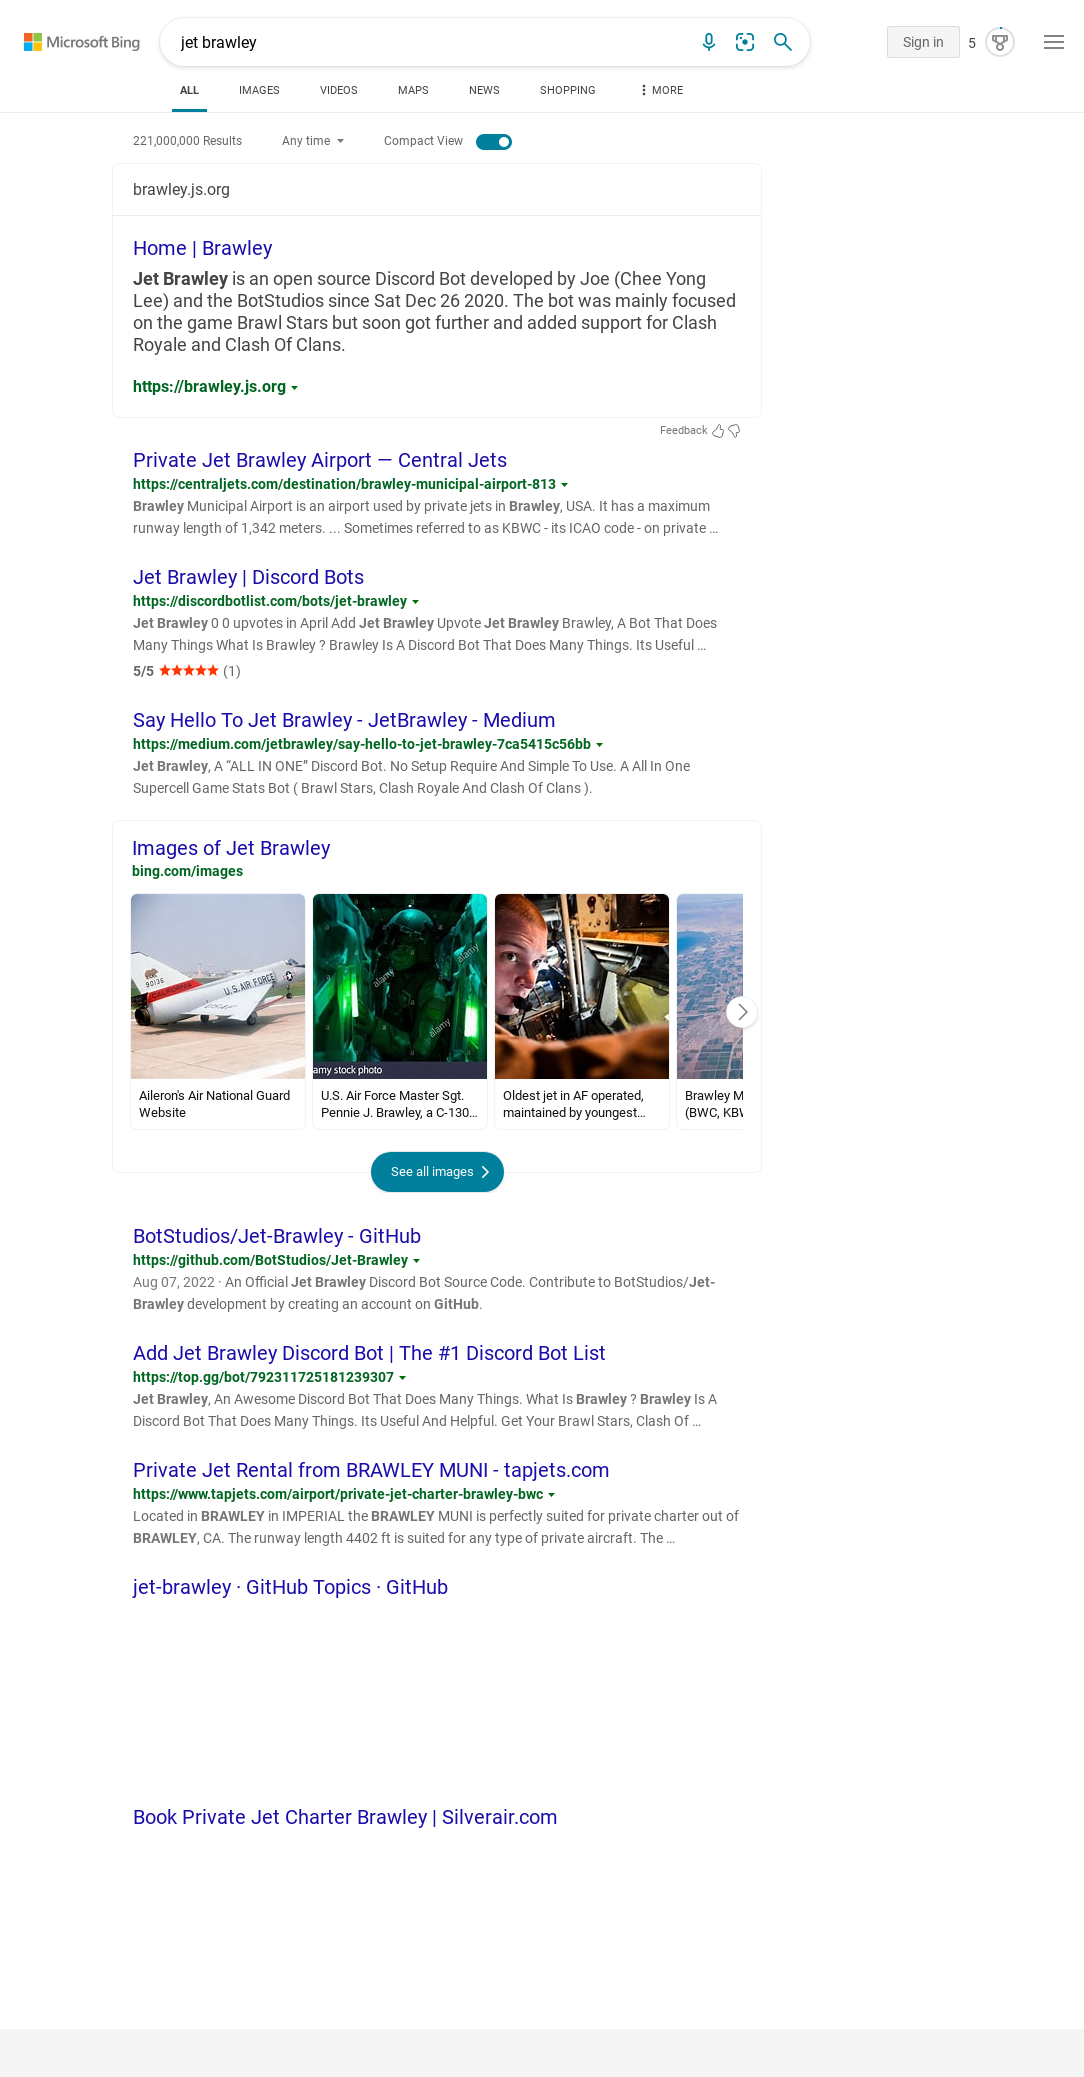 Microsoft Bing
jet brawley
Sign in
5
ALL
IMAGES
VIDEOS
MAPS
NEWS
SHOPPING
MORE
221,000,000 Results
Any time
Compact View
brawley.js.org
Home | Brawley
Jet Brawley is an open source Discord Bot developed by Joe (Chee Yong
Lee) and the BotStudios since Sat Dec 26 2020. The bot was mainly focused
on the game Brawl Stars but soon got further and added support for Clash
Royale and Clash Of Clans.
https://brawley.js.org
Feedback
Private Jet Brawley Airport — Central Jets
https://centraljets.com/destination/brawley-municipal-airport-813
Brawley Municipal Airport is an airport used by private jets in Brawley, USA. It has a maximum
runway length of 1,342 meters. ... Sometimes referred to as KBWC - its ICAO code - on private …
Jet Brawley | Discord Bots
https://discordbotlist.com/bots/jet-brawley
Jet Brawley 0 0 upvotes in April Add Jet Brawley Upvote Jet Brawley Brawley, A Bot That Does
Many Things What Is Brawley ? Brawley Is A Discord Bot That Does Many Things. Its Useful …
5/5 ★★★★★ (1)
Say Hello To Jet Brawley - JetBrawley - Medium
https://medium.com/jetbrawley/say-hello-to-jet-brawley-7ca5415c56bb
Jet Brawley, A “ALL IN ONE” Discord Bot. No Setup Require And Simple To Use. A All In One
Supercell Game Stats Bot ( Brawl Stars, Clash Royale And Clash Of Clans ).
Images of Jet Brawley
bing.com/images
90136
CALIFORNIA
U.S. AIR FORCE
USAF
alamy
alamy
alamy
amy stock photo
Aileron's Air National Guard
Website
U.S. Air Force Master Sgt.
Pennie J. Brawley, a C-130…
Oldest jet in AF operated,
maintained by youngest…
Brawley M
(BWC, KBW
See all images
BotStudios/Jet-Brawley - GitHub
https://github.com/BotStudios/Jet-Brawley
Aug 07, 2022 · An Official Jet Brawley Discord Bot Source Code. Contribute to BotStudios/Jet-
Brawley development by creating an account on GitHub.
Add Jet Brawley Discord Bot | The #1 Discord Bot List
https://top.gg/bot/792311725181239307
Jet Brawley, An Awesome Discord Bot That Does Many Things. What Is Brawley ? Brawley Is A
Discord Bot That Does Many Things. Its Useful And Helpful. Get Your Brawl Stars, Clash Of …
Private Jet Rental from BRAWLEY MUNI - tapjets.com
https://www.tapjets.com/airport/private-jet-charter-brawley-bwc
Located in BRAWLEY in IMPERIAL the BRAWLEY MUNI is perfectly suited for private charter out of
BRAWLEY, CA. The runway length 4402 ft is suited for any type of private aircraft. The …
jet-brawley · GitHub Topics · GitHub
Book Private Jet Charter Brawley | Silverair.com